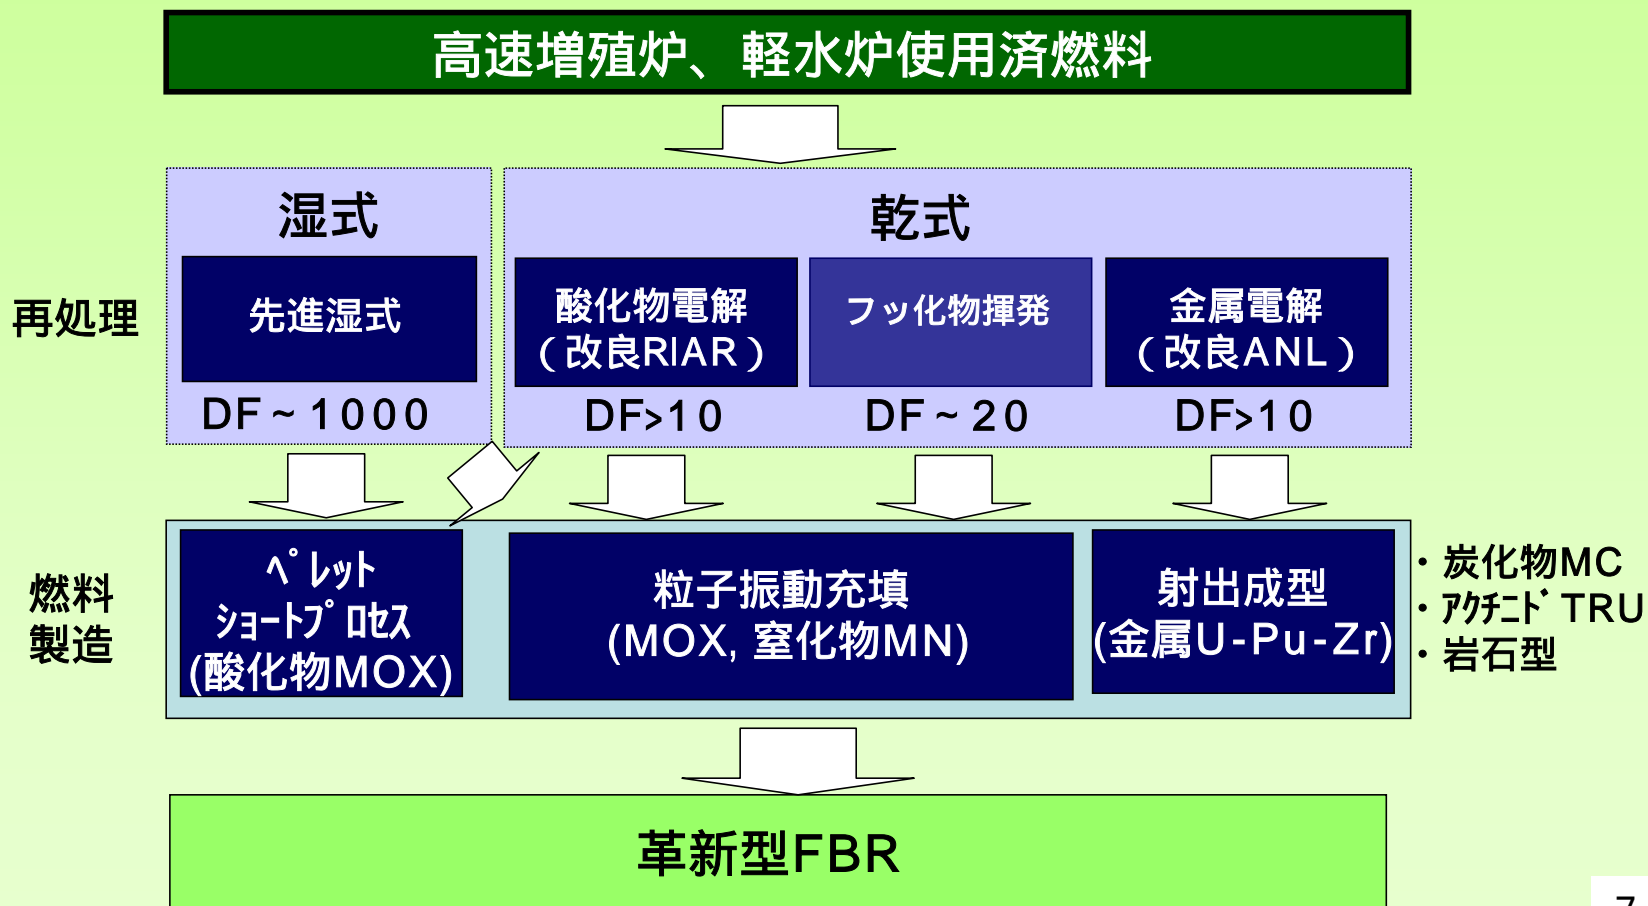 高速増殖炉、軽水炉使用済燃料
湿式
乾式
再処理
先進湿式
酸化物電解
（改良RIAR）
フッ化物揮発
金属電解
（改良ANL）
DF～1000
DF>10
DF～20
DF>10
燃料
製造
ﾍﾟﾚｯﾄ
ｼｮｰﾄﾌﾟﾛｾｽ
(酸化物MOX)
粒子振動充填
(MOX, 窒化物MN)
射出成型
(金属U-Pu-Zr)
・炭化物MC
・ｱｸﾁﾆﾄﾞTRU
・岩石型
革新型FBR